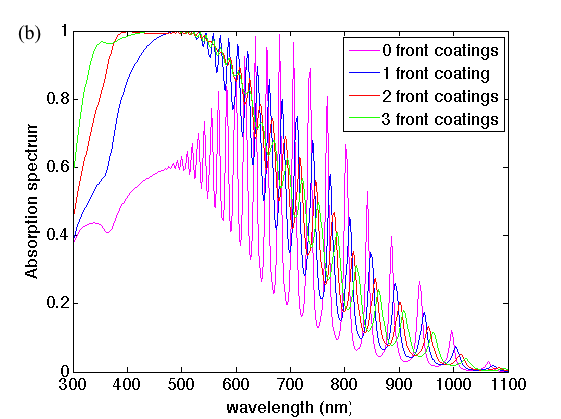 (b)
Absorption spectrurr
1
0.8
0.6
0.4
0.2
0
0 front coatings
1 front coating
2 front coatings
3 front coatings
300 400 500 600 700 800 900 1000 1100
wavelength (nm)